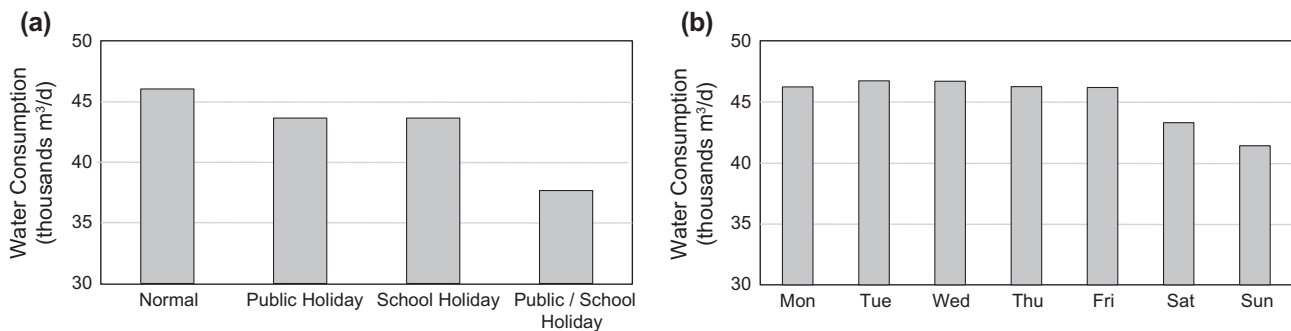 (a)
Water Consumption
(thousands m³/d)
50
45
40
35
30
Normal
Public Holiday
School Holiday
Public / School
Holiday
(b)
Water Consumption
(thousands m³/d)
50
45
40
35
30
Mon
Tue
Wed
Thu
Fri
Sat
Sun